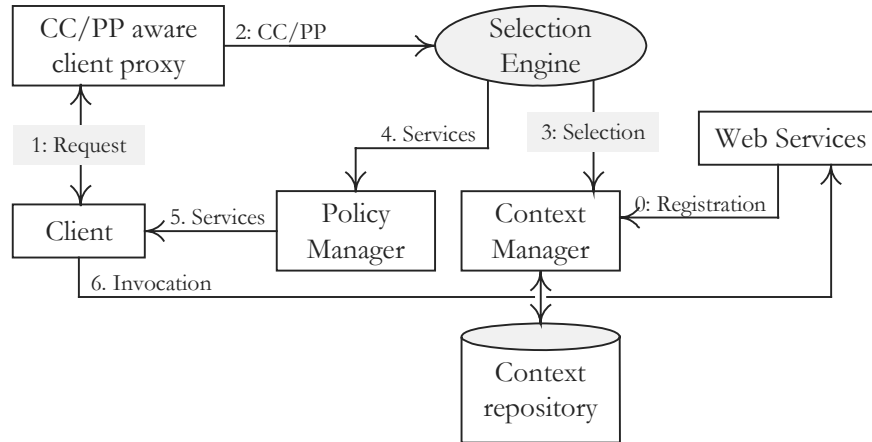 CC/PP aware
client proxy
2: CC/PP
Selection
Engine
1: Request
4. Services
3: Selection
Web Services
Client
5. Services
Policy
Manager
Context
Manager
0: Registration
6. Invocation
Context
repository